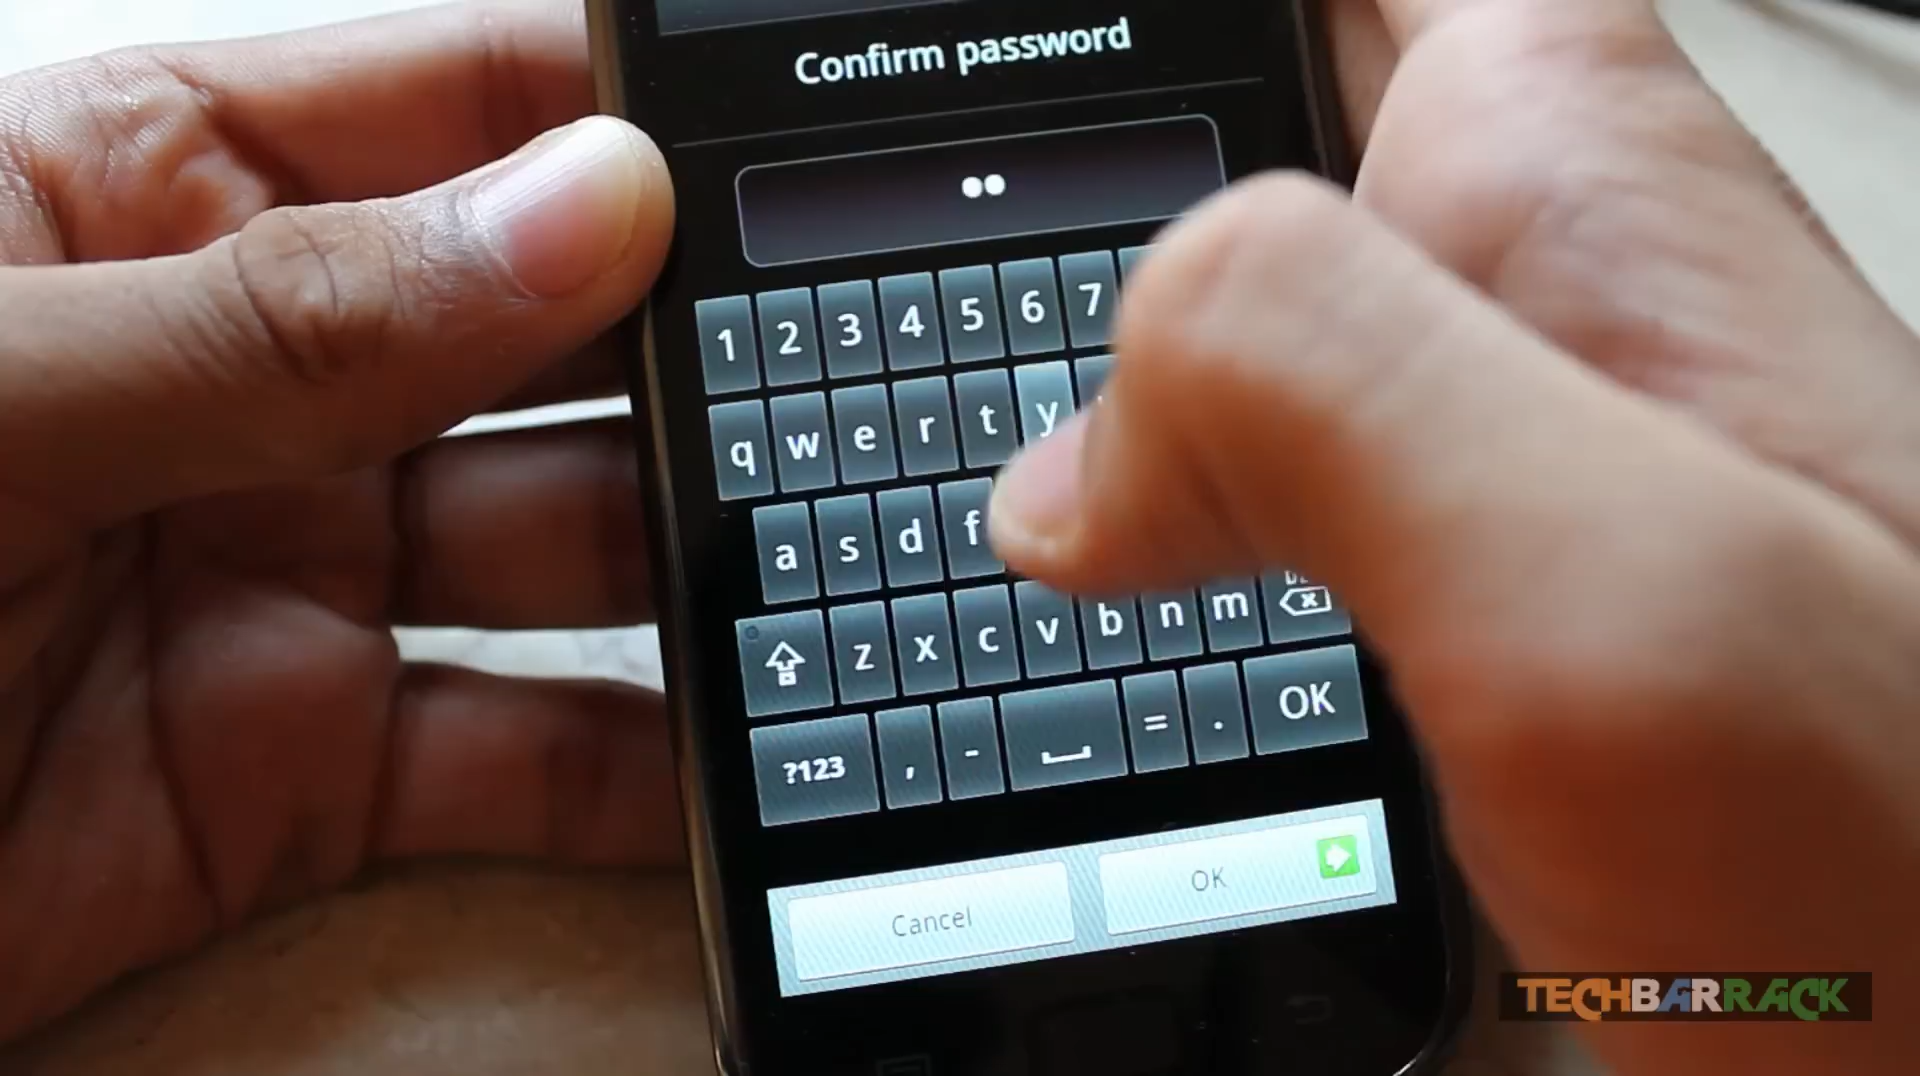 Confirm password
1 2 3 4 5 6 7
q w e r t y
a s d f
z x c v b n m
?123 , - = . OK
Cancel OK
TECHBARRACK